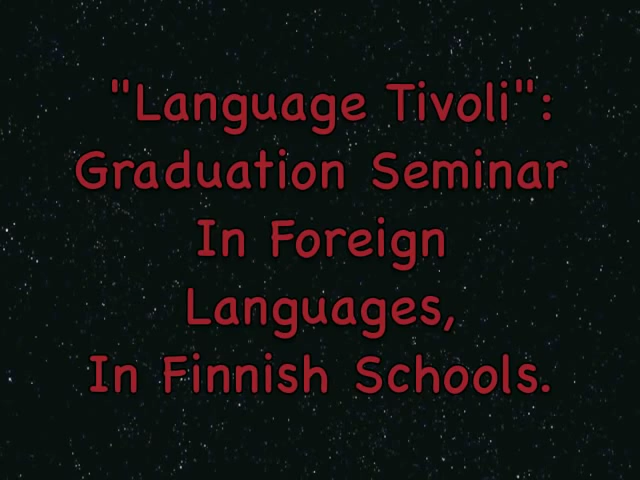 "Language Tivoli":
Graduation Seminar
In Foreign
Languages,
In Finnish Schools.